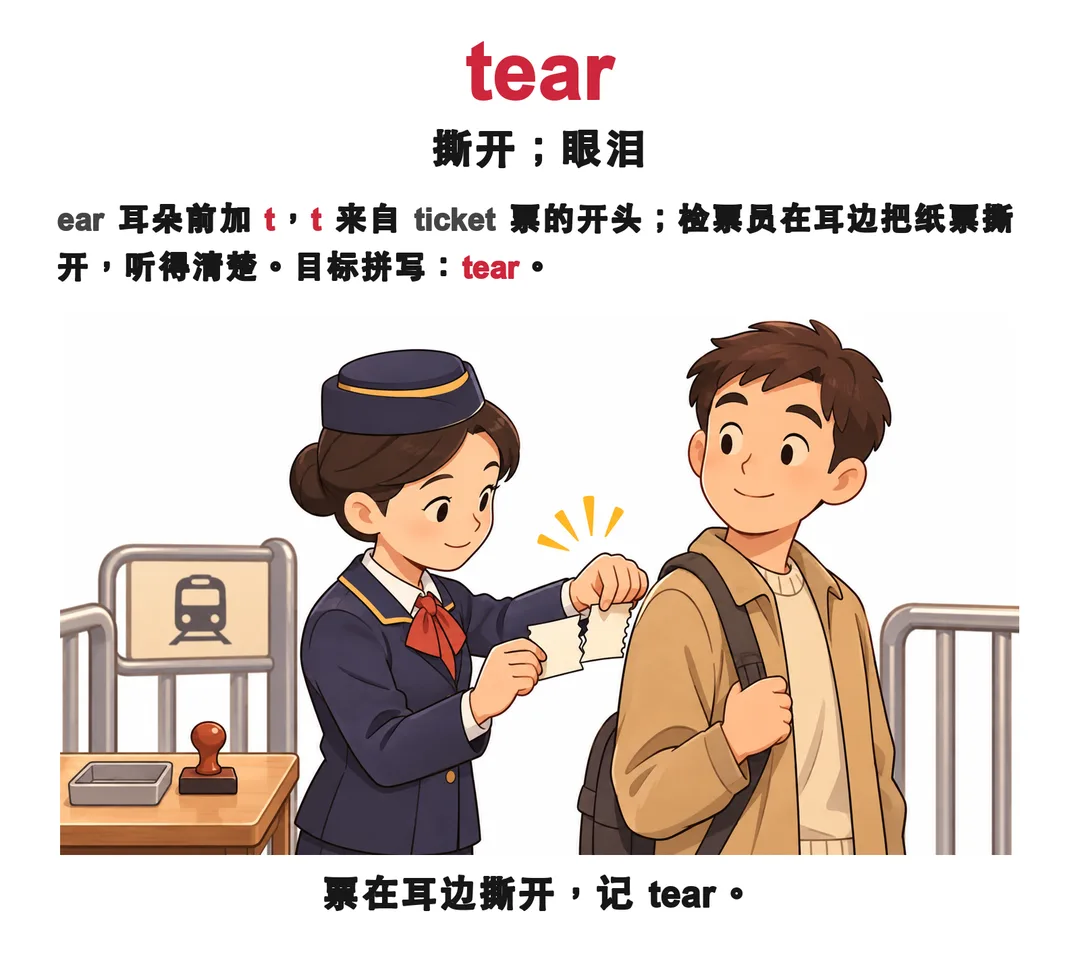 tear
撕开；眼泪
ear 耳朵前加 t，t 来自 ticket 票的开头；检票员在耳边把纸票撕
开，听得清楚。目标拼写：tear。
票在耳边撕开，记 tear。